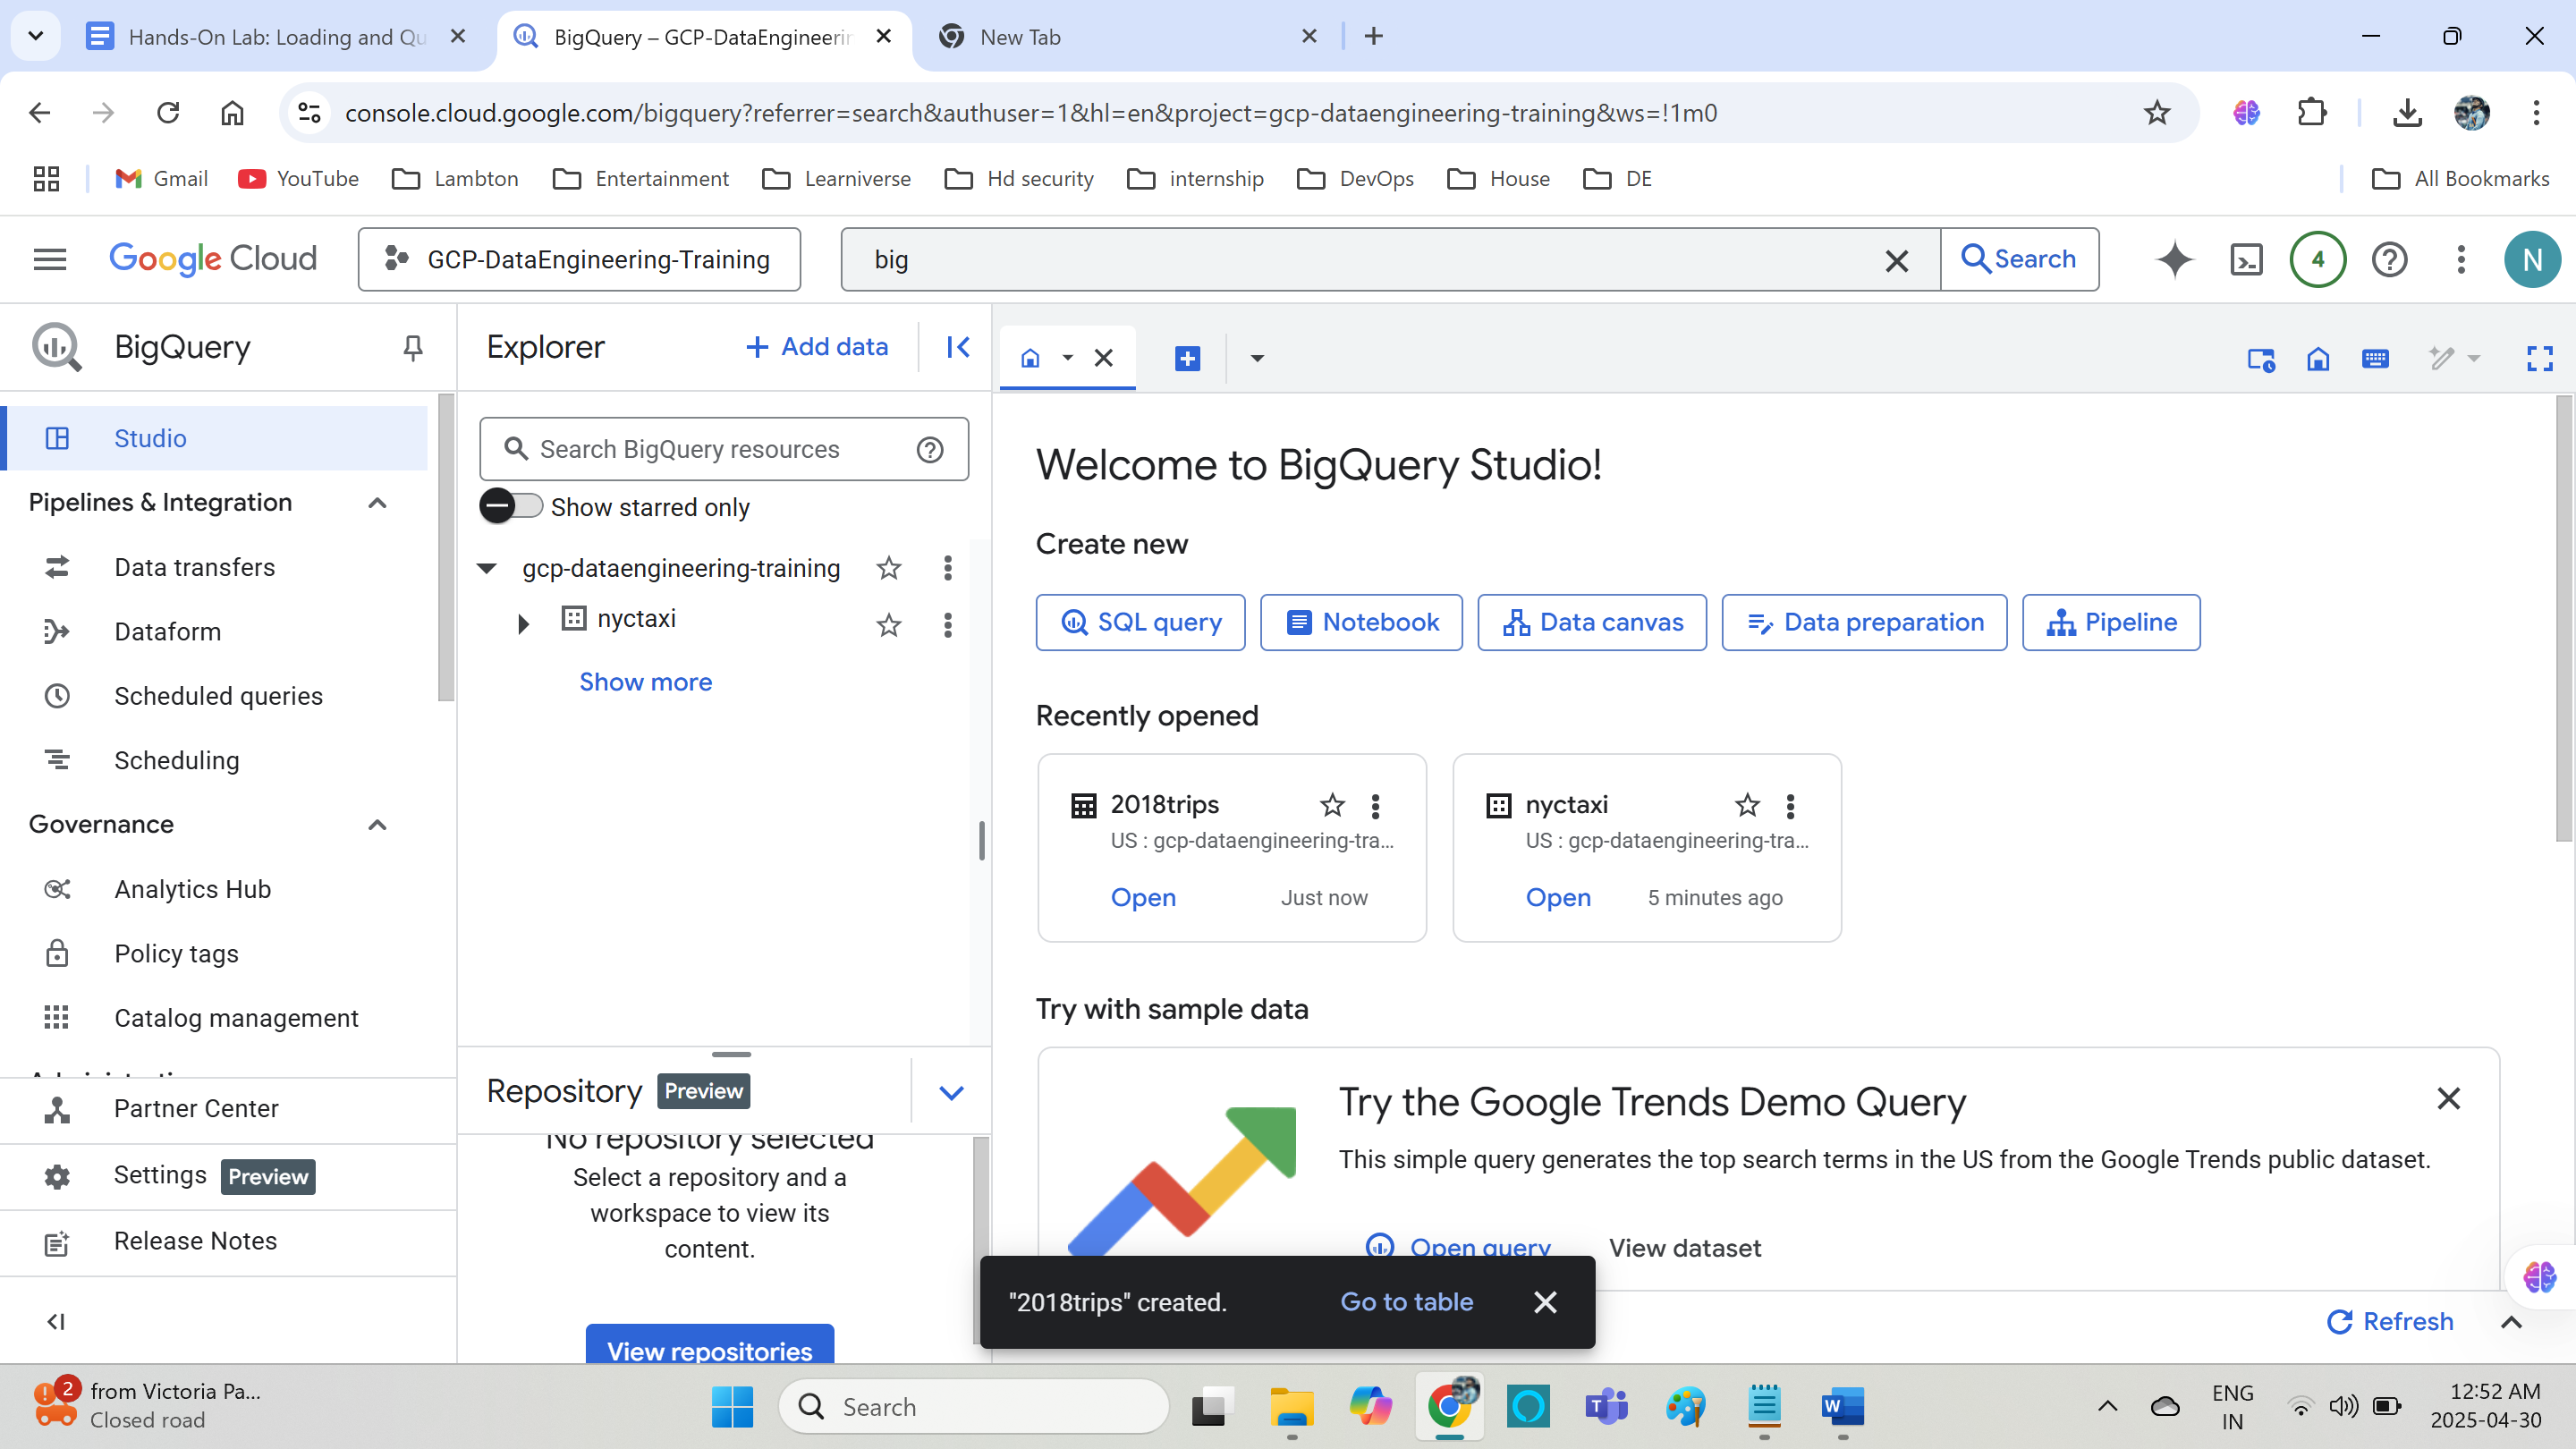 Hands-On Lab: Loading and Qu
BigQuery – GCP-DataEngineerin
New Tab
console.cloud.google.com/bigquery?referrer=search&authuser=1&hl=en&project=gcp-dataengineering-training&ws=!1m0
Gmail
YouTube
Lambton
Entertainment
Learniverse
Hd security
internship
DevOps
House
DE
All Bookmarks
Google Cloud
GCP-DataEngineering-Training
big
Search
4
N
BigQuery
Studio
Pipelines & Integration
Data transfers
Dataform
Scheduled queries
Scheduling
Governance
Analytics Hub
Policy tags
Catalog management
Partner Center
Settings Preview
Release Notes
Explorer
Add data
Search BigQuery resources
Show starred only
gcp-dataengineering-training
nyctaxi
Show more
Repository Preview
No repository selected
Select a repository and a
workspace to view its
content.
View repositories
Welcome to BigQuery Studio!
Create new
SQL query
Notebook
Data canvas
Data preparation
Pipeline
Recently opened
2018trips
US : gcp-dataengineering-tra...
Open
Just now
nyctaxi
US : gcp-dataengineering-tra...
Open
5 minutes ago
Try with sample data
Try the Google Trends Demo Query
This simple query generates the top search terms in the US from the Google Trends public dataset.
Open query
View dataset
"2018trips" created.
Go to table
Refresh
2
from Victoria Pa...
Closed road
Search
ENG
IN
12:52 AM
2025-04-30